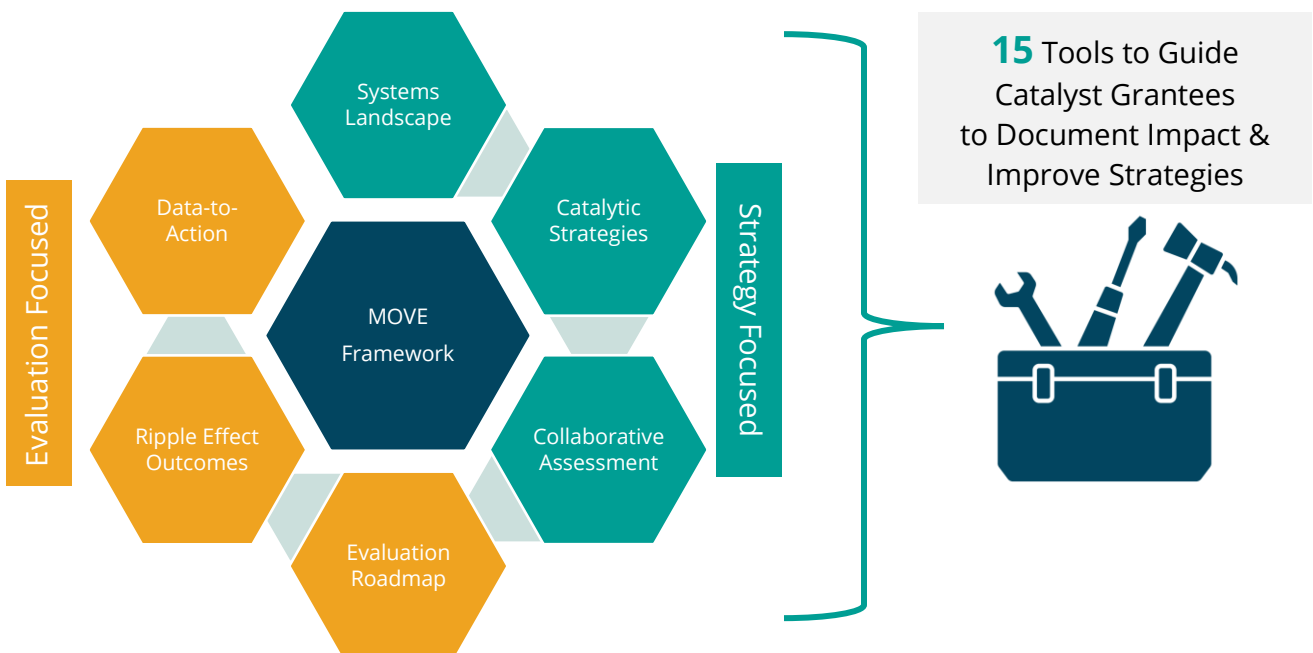 Systems
Landscape
Catalytic
Strategies
Collaborative
Assessment
Evaluation
Roadmap
Ripple Effect
Outcomes
Data-to-
Action
MOVE
Framework
Evaluation Focused
Strategy Focused
15 Tools to Guide
Catalyst Grantees
to Document Impact &
Improve Strategies